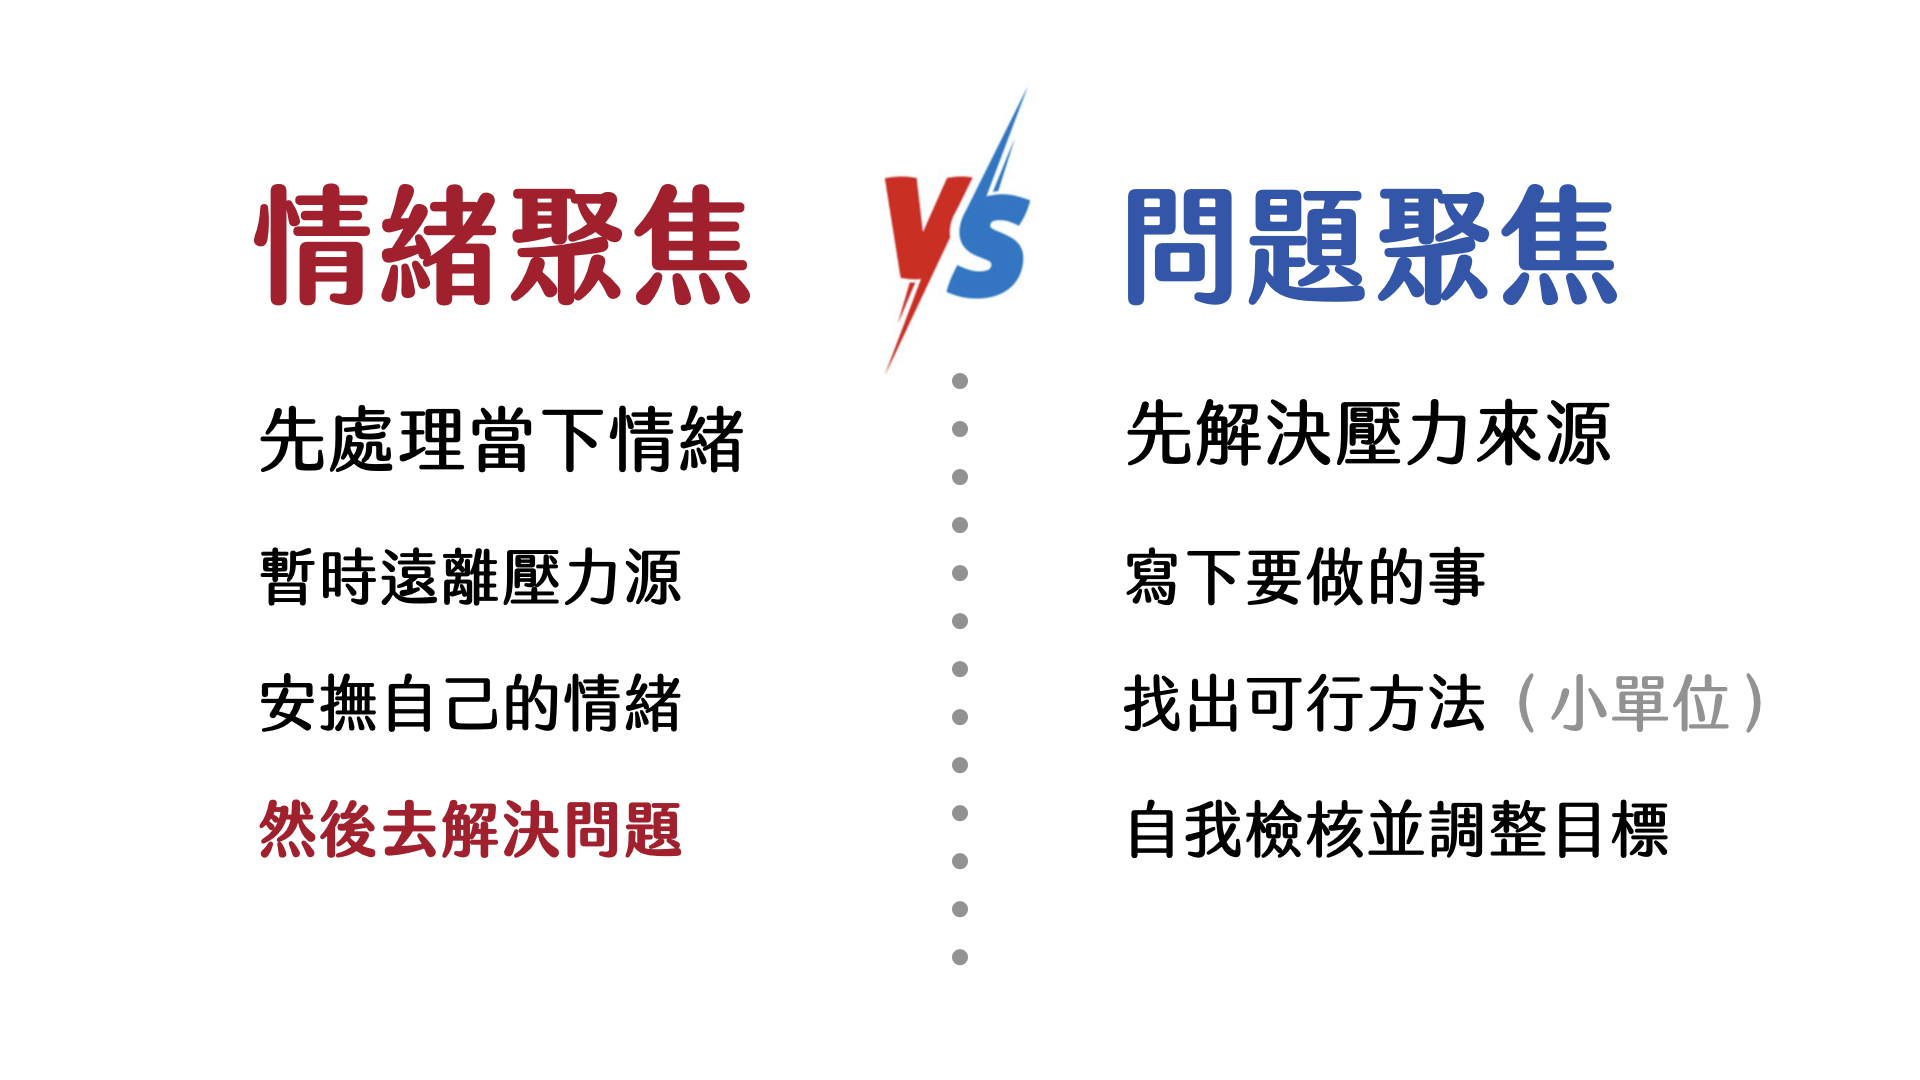 情緒聚焦
VS
問題聚焦
先處理當下情緒
暫時遠離壓力源
安撫自己的情緒
然後去解決問題
先解決壓力來源
寫下要做的事
找出可行方法（小單位）
自我檢核並調整目標